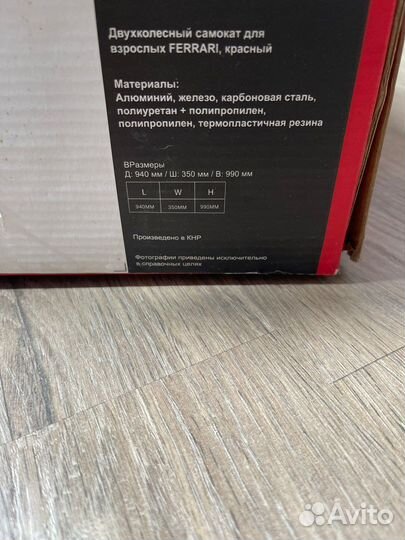 Двухколесный самокат для
взрослых FERRARI, красный
Материалы:
Алюминий, железо, карбоновая сталь,
полиуретан + полипропилен,
полипропилен, термопластичная резина
ВРазмеры
Д: 940 мм / Ш: 350 мм / В: 990 мм
L W H
940MM 350MM 990MM
Произведено в КНР
Фотографии приведены исключительно
в справочных целях
Avito